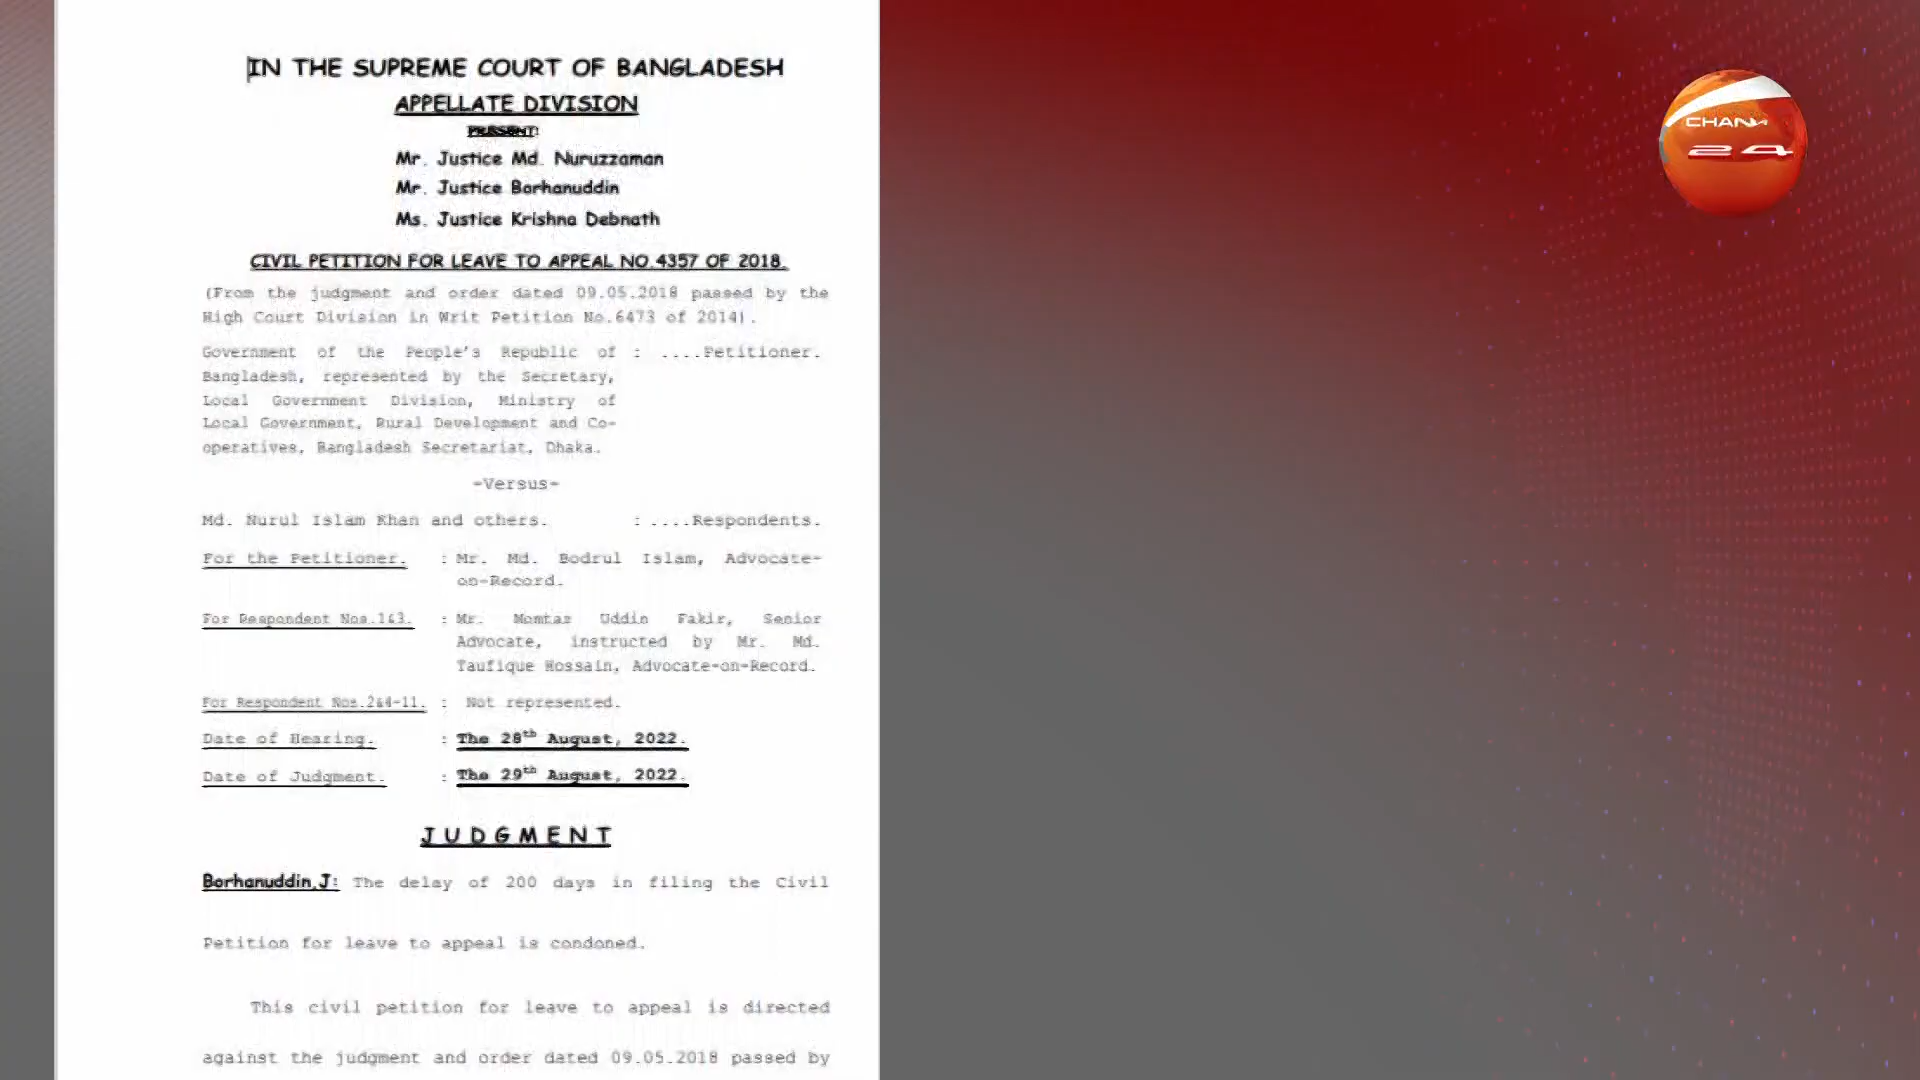 IN THE SUPREME COURT OF BANGLADESH
APPELLATE DIVISION
PRESENT:
Mr. Justice Md. Nuruzzaman
Mr. Justice Borhanuddin
Ms. Justice Krishna Debnath
CIVIL PETITION FOR LEAVE TO APPEAL NO.4357 OF 2018.
(From the judgment and order dated 09.05.2018 passed by the
High Court Division in Writ Petition No.6473 of 2014).
Government of the People's Republic of : ....Petitioner.
Bangladesh, represented by the Secretary,
Local Government Division, Ministry of
Local Government, Rural Development and Co-
operatives, Bangladesh Secretariat, Dhaka.
-Versus-
Md. Nurul Islam Khan and others. : ....Respondents.
For the Petitioner. : Mr. Md. Bodrul Islam, Advocate-
on-Record.
For Respondent Nos.1&3. : Mr. Momtaz Uddin Fakir, Senior
Advocate, instructed by Mr. Md.
Taufique Hossain, Advocate-on-Record.
For Respondent Nos.2&4-11. : Not represented.
Date of Hearing. : The 28th August, 2022.
Date of Judgment. : The 29th August, 2022.
JUDGMENT
Borhanuddin,J: The delay of 200 days in filing the Civil
Petition for leave to appeal is condoned.
This civil petition for leave to appeal is directed
against the judgment and order dated 09.05.2018 passed by
24